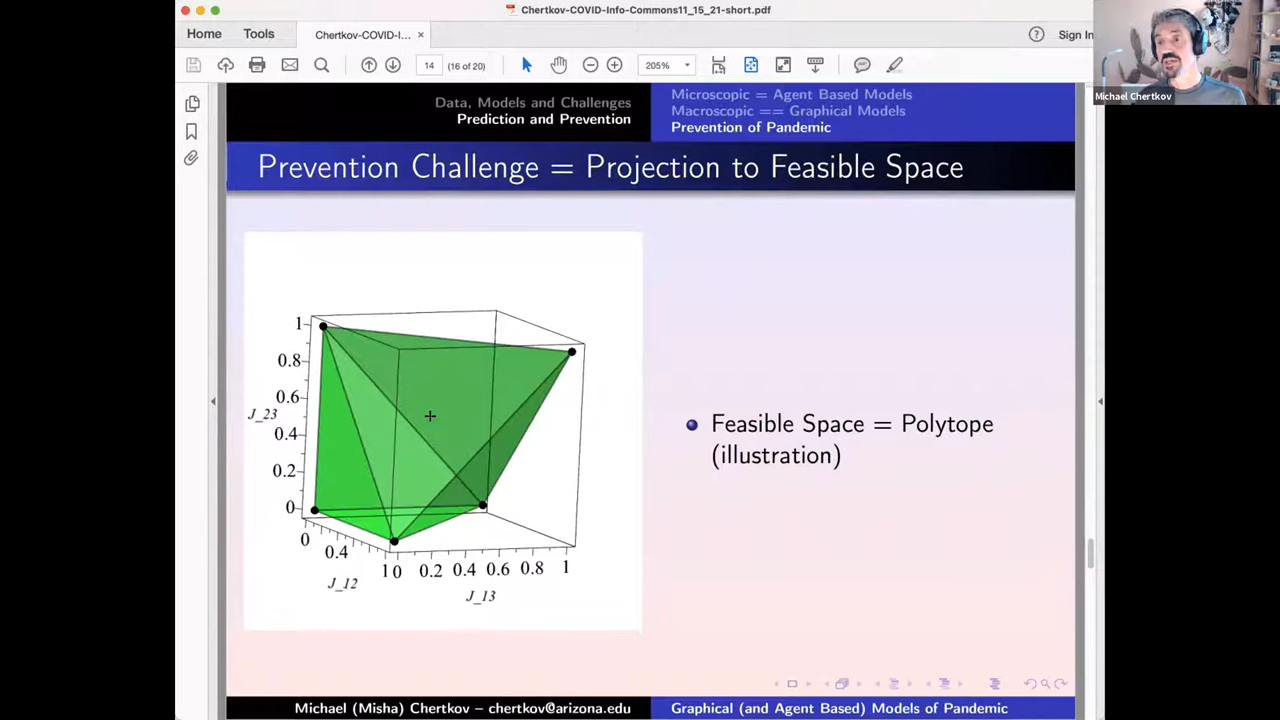 Chertkov-COVID-Info-Commons11_15_21-short.pdf
Home
Tools
Chertkov-COVID-I...
×
Sign In
14
(16 of 20)
205%
Michael Chertkov
Data, Models and Challenges
Prediction and Prevention
Microscopic = Agent Based Models
Macroscopic == Graphical Models
Prevention of Pandemic
Prevention Challenge = Projection to Feasible Space
1
0.8
0.6
J_23
0.4
0.2
0
0
0.4
1
J_12
0 0.2 0.4 0.6 0.8 1
J_13
Feasible Space = Polytope
(illustration)
Michael (Misha) Chertkov – chertkov@arizona.edu
Graphical (and Agent Based) Models of Pandemic